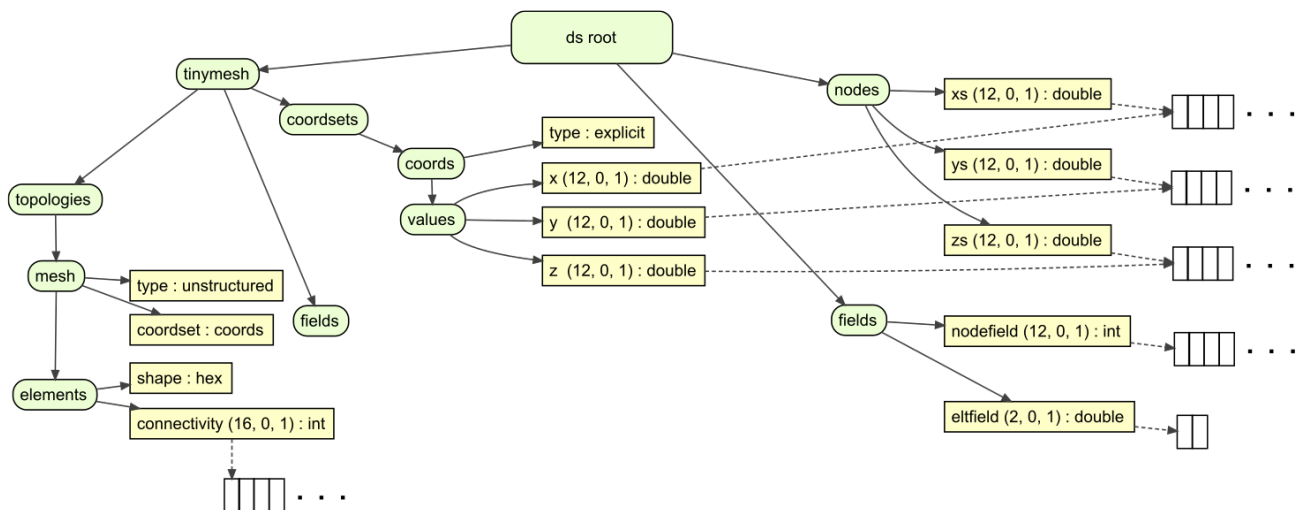 ds root
tinymesh
nodes
xs (12, 0, 1) : double
coordsets
type : explicit
coords
ys (12, 0, 1) : double
x (12, 0, 1) : double
topologies
values
y (12, 0, 1) : double
zs (12, 0, 1) : double
mesh
z (12, 0, 1) : double
type : unstructured
coordset : coords
fields
fields
nodefield (12, 0, 1) : int
shape : hex
elements
connectivity (16, 0, 1) : int
eltfield (2, 0, 1) : double